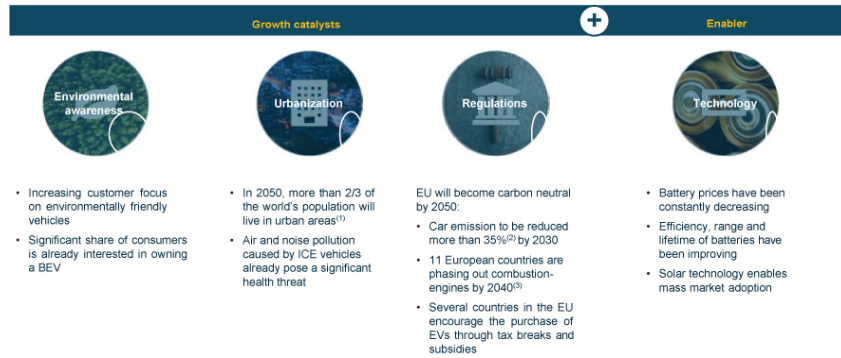 Growth catalysts
+
Enabler
Environmental
awareness
Urbanization
Regulations
Technology
• Increasing customer focus
on environmentally friendly
vehicles
• Significant share of consumers
is already interested in owning
a BEV
• In 2050, more than 2/3 of
the world's population will
live in urban areas(1)
• Air and noise pollution
caused by ICE vehicles
already pose a significant
health threat
EU will become carbon neutral
by 2050:
• Car emission to be reduced
more than 35%(2) by 2030
• 11 European countries are
phasing out combustion-
engines by 2040(3)
• Several countries in the EU
encourage the purchase of
EVs through tax breaks and
subsidies
• Battery prices have been
constantly decreasing
• Efficiency, range and
lifetime of batteries have
been improving
• Solar technology enables
mass market adoption